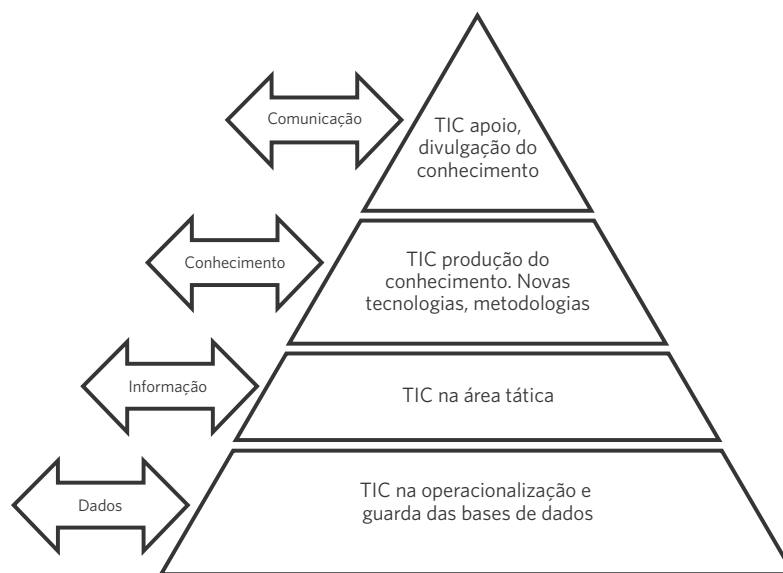 Comunicação
TIC apoio,
divulgação do
conhecimento
Conhecimento
TIC produção do
conhecimento. Novas
tecnologias, metodologias
Informação
TIC na área tática
Dados
TIC na operacionalização e
guarda das bases de dados